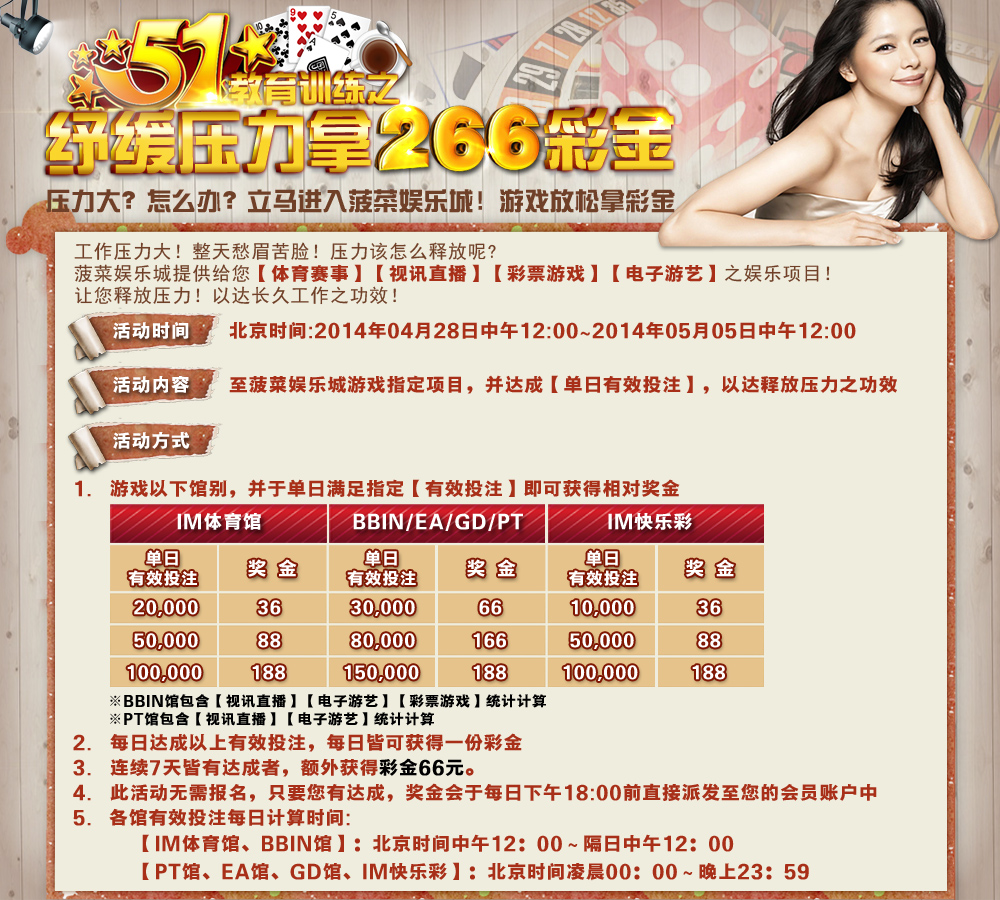 51教育训练之
纾缓压力拿266彩金
压力大？怎么办？立马进入菠菜娱乐城！游戏放松拿彩金
工作压力大！整天愁眉苦脸！压力该怎么释放呢？
菠菜娱乐城提供给您【体育赛事】【视讯直播】【彩票游戏】【电子游艺】之娱乐项目！
让您释放压力！以达长久工作之功效！
活动时间 北京时间:2014年04月28日中午12:00~2014年05月05日中午12:00
活动内容 至菠菜娱乐城游戏指定项目，并达成【单日有效投注】，以达释放压力之功效
活动方式
1. 游戏以下馆别，并于单日满足指定【有效投注】即可获得相对奖金
IM体育馆 BBIN/EA/GD/PT IM快乐彩
单日 单日 单日
有效投注 奖 金 有效投注 奖 金 有效投注 奖 金
20,000 36 30,000 66 10,000 36
50,000 88 80,000 166 50,000 88
100,000 188 150,000 188 100,000 188
※BBIN馆包含【视讯直播】【电子游艺】【彩票游戏】统计计算
※PT馆包含【视讯直播】【电子游艺】统计计算
2. 每日达成以上有效投注，每日皆可获得一份彩金
3. 连续7天皆有达成者，额外获得彩金66元。
4. 此活动无需报名，只要您有达成，奖金会于每日下午18:00前直接派发至您的会员账户中
5. 各馆有效投注每日计算时间:
【IM体育馆、BBIN馆】：北京时间中午12：00~隔日中午12：00
【PT馆、EA馆、GD馆、IM快乐彩】：北京时间凌晨00：00~晚上23：59